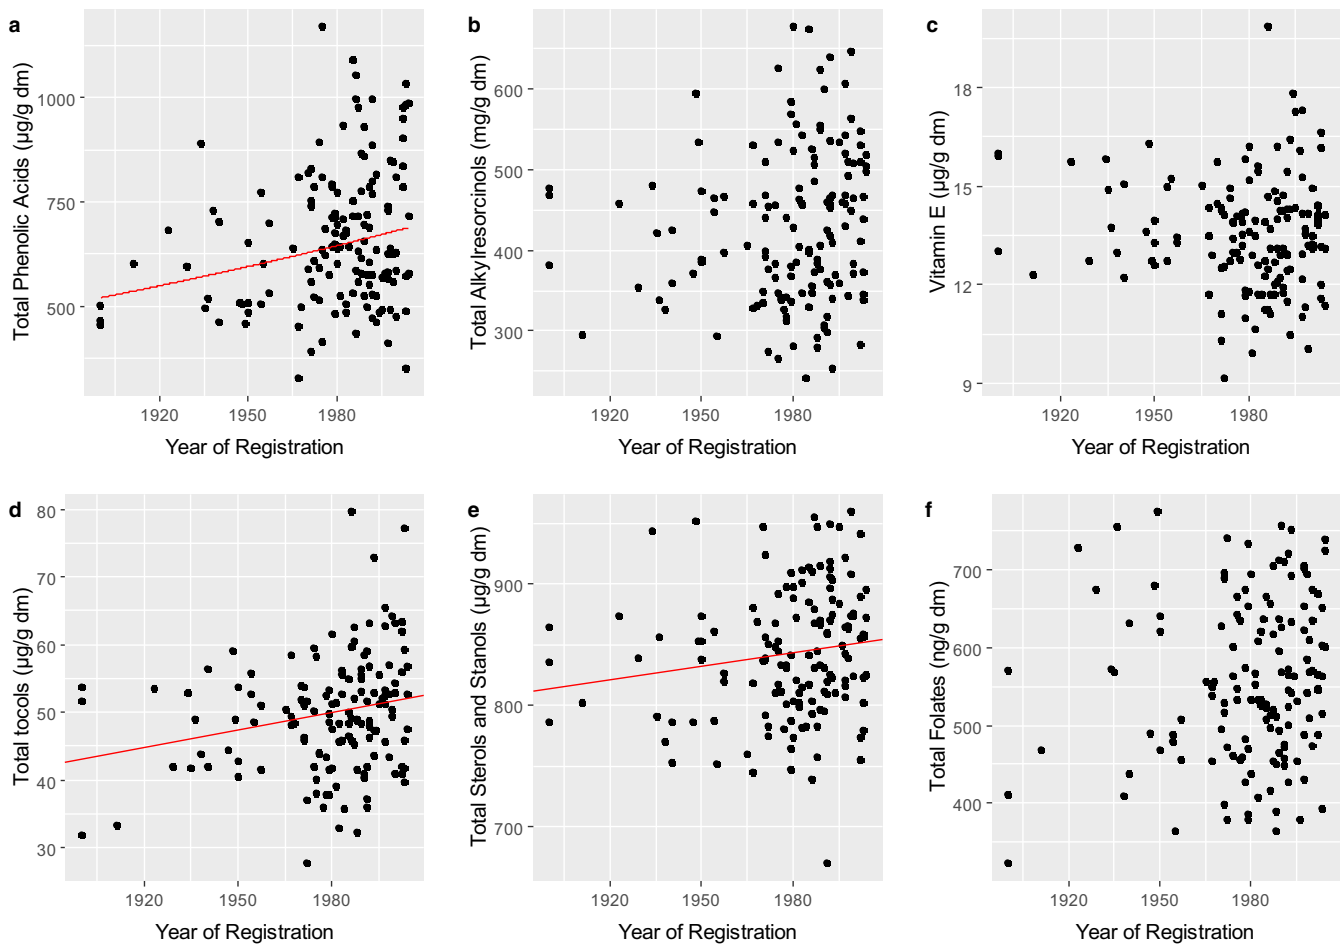 a
Total Phenolic Acids (µg/g dm)
1000
750
500
1920 1950 1980
Year of Registration
b
Total Alkylresorcinols (mg/g dm)
600
500
400
300
1920 1950 1980
Year of Registration
c
Vitamin E (µg/g dm)
18
15
12
9
1920 1950 1980
Year of Registration
d
Total tocols (µg/g dm)
80
70
60
50
40
30
1920 1950 1980
Year of Registration
e
Total Sterols and Stanols (µg/g dm)
900
800
700
1920 1950 1980
Year of Registration
f
Total Folates (ng/g dm)
700
600
500
400
1920 1950 1980
Year of Registration